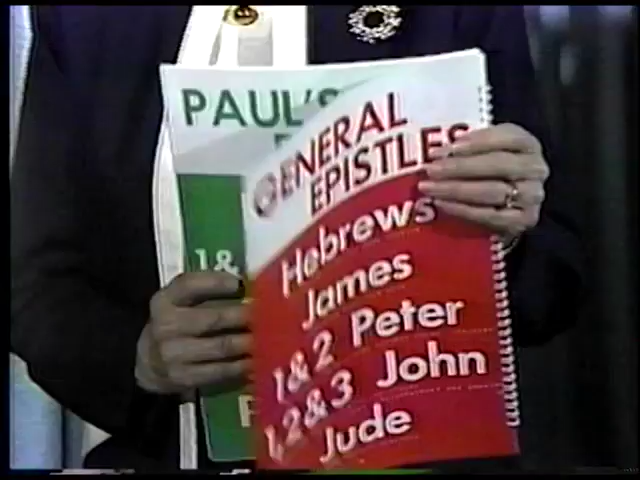 PAUL'S
1&
GENERAL
EPISTLES
Hebrews
James
1&2 Peter
1,2&3 John
Jude